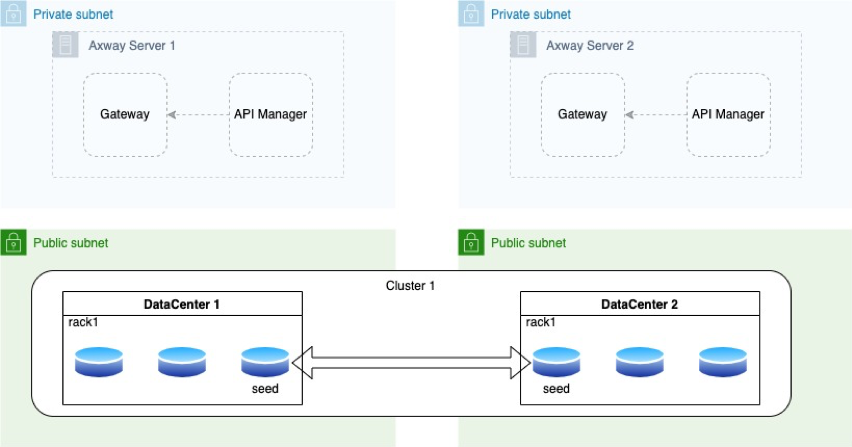 Private subnet
Private subnet
Axway Server 1
Axway Server 2
Gateway
API Manager
Gateway
API Manager
Public subnet
Public subnet
Cluster 1
DataCenter 1
DataCenter 2
rack1
rack1
seed
seed